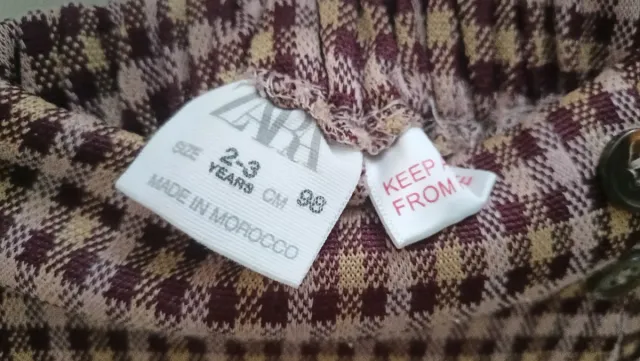 ZARA
SIZE 2-3 YEARS CM 98
MADE IN MOROCCO
KEEP
FROM